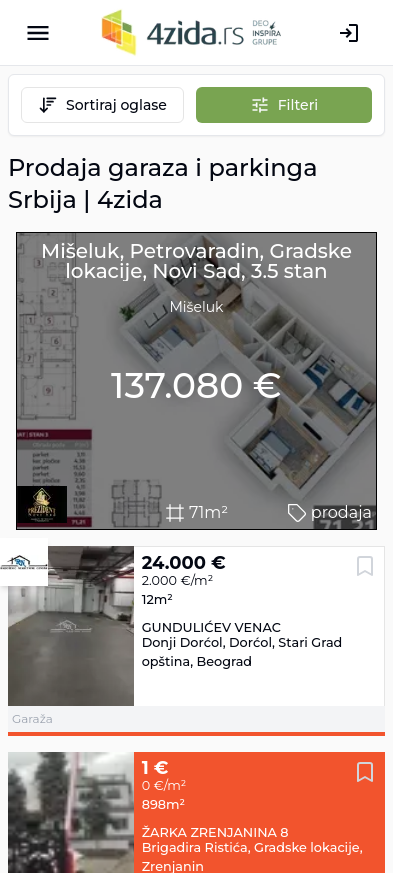 4zida.rs
DEO
INSPIRA
GRUPE
Sortiraj oglase
Filteri
Prodaja garaza i parkinga
Srbija | 4zida
Mišeluk, Petrovaradin, Gradske
lokacije, Novi Sad, 3.5 stan
Mišeluk
137.080 €
71m²
prodaja
24.000 €
2.000 €/m²
12m²
GUNDULIĆEV VENAC
Donji Dorćol, Dorćol, Stari Grad
opština, Beograd
Garaža
1 €
0 €/m²
898m²
ŽARKA ZRENJANINA 8
Brigadira Ristića, Gradske lokacije,
Zrenjanin